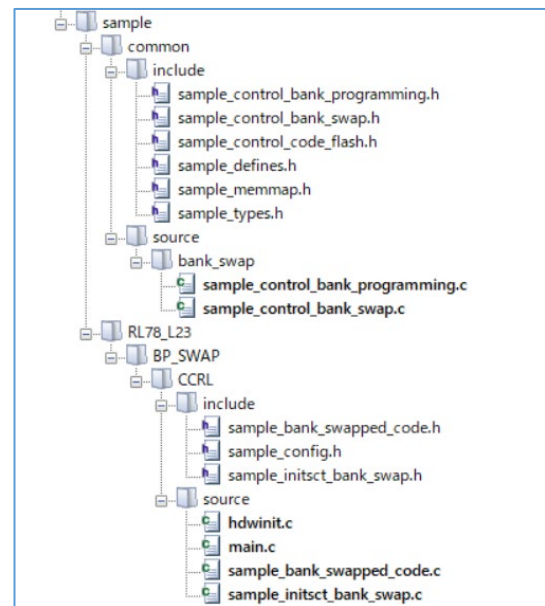 sample
common
include
sample_control_bank_programming.h
sample_control_bank_swap.h
sample_control_code_flash.h
sample_defines.h
sample_memmap.h
sample_types.h
source
bank_swap
sample_control_bank_programming.c
sample_control_bank_swap.c
RL78_L23
BP_SWAP
CCRL
include
sample_bank_swapped_code.h
sample_config.h
sample_initsct_bank_swap.h
source
hdwinit.c
main.c
sample_bank_swapped_code.c
sample_initsct_bank_swap.c